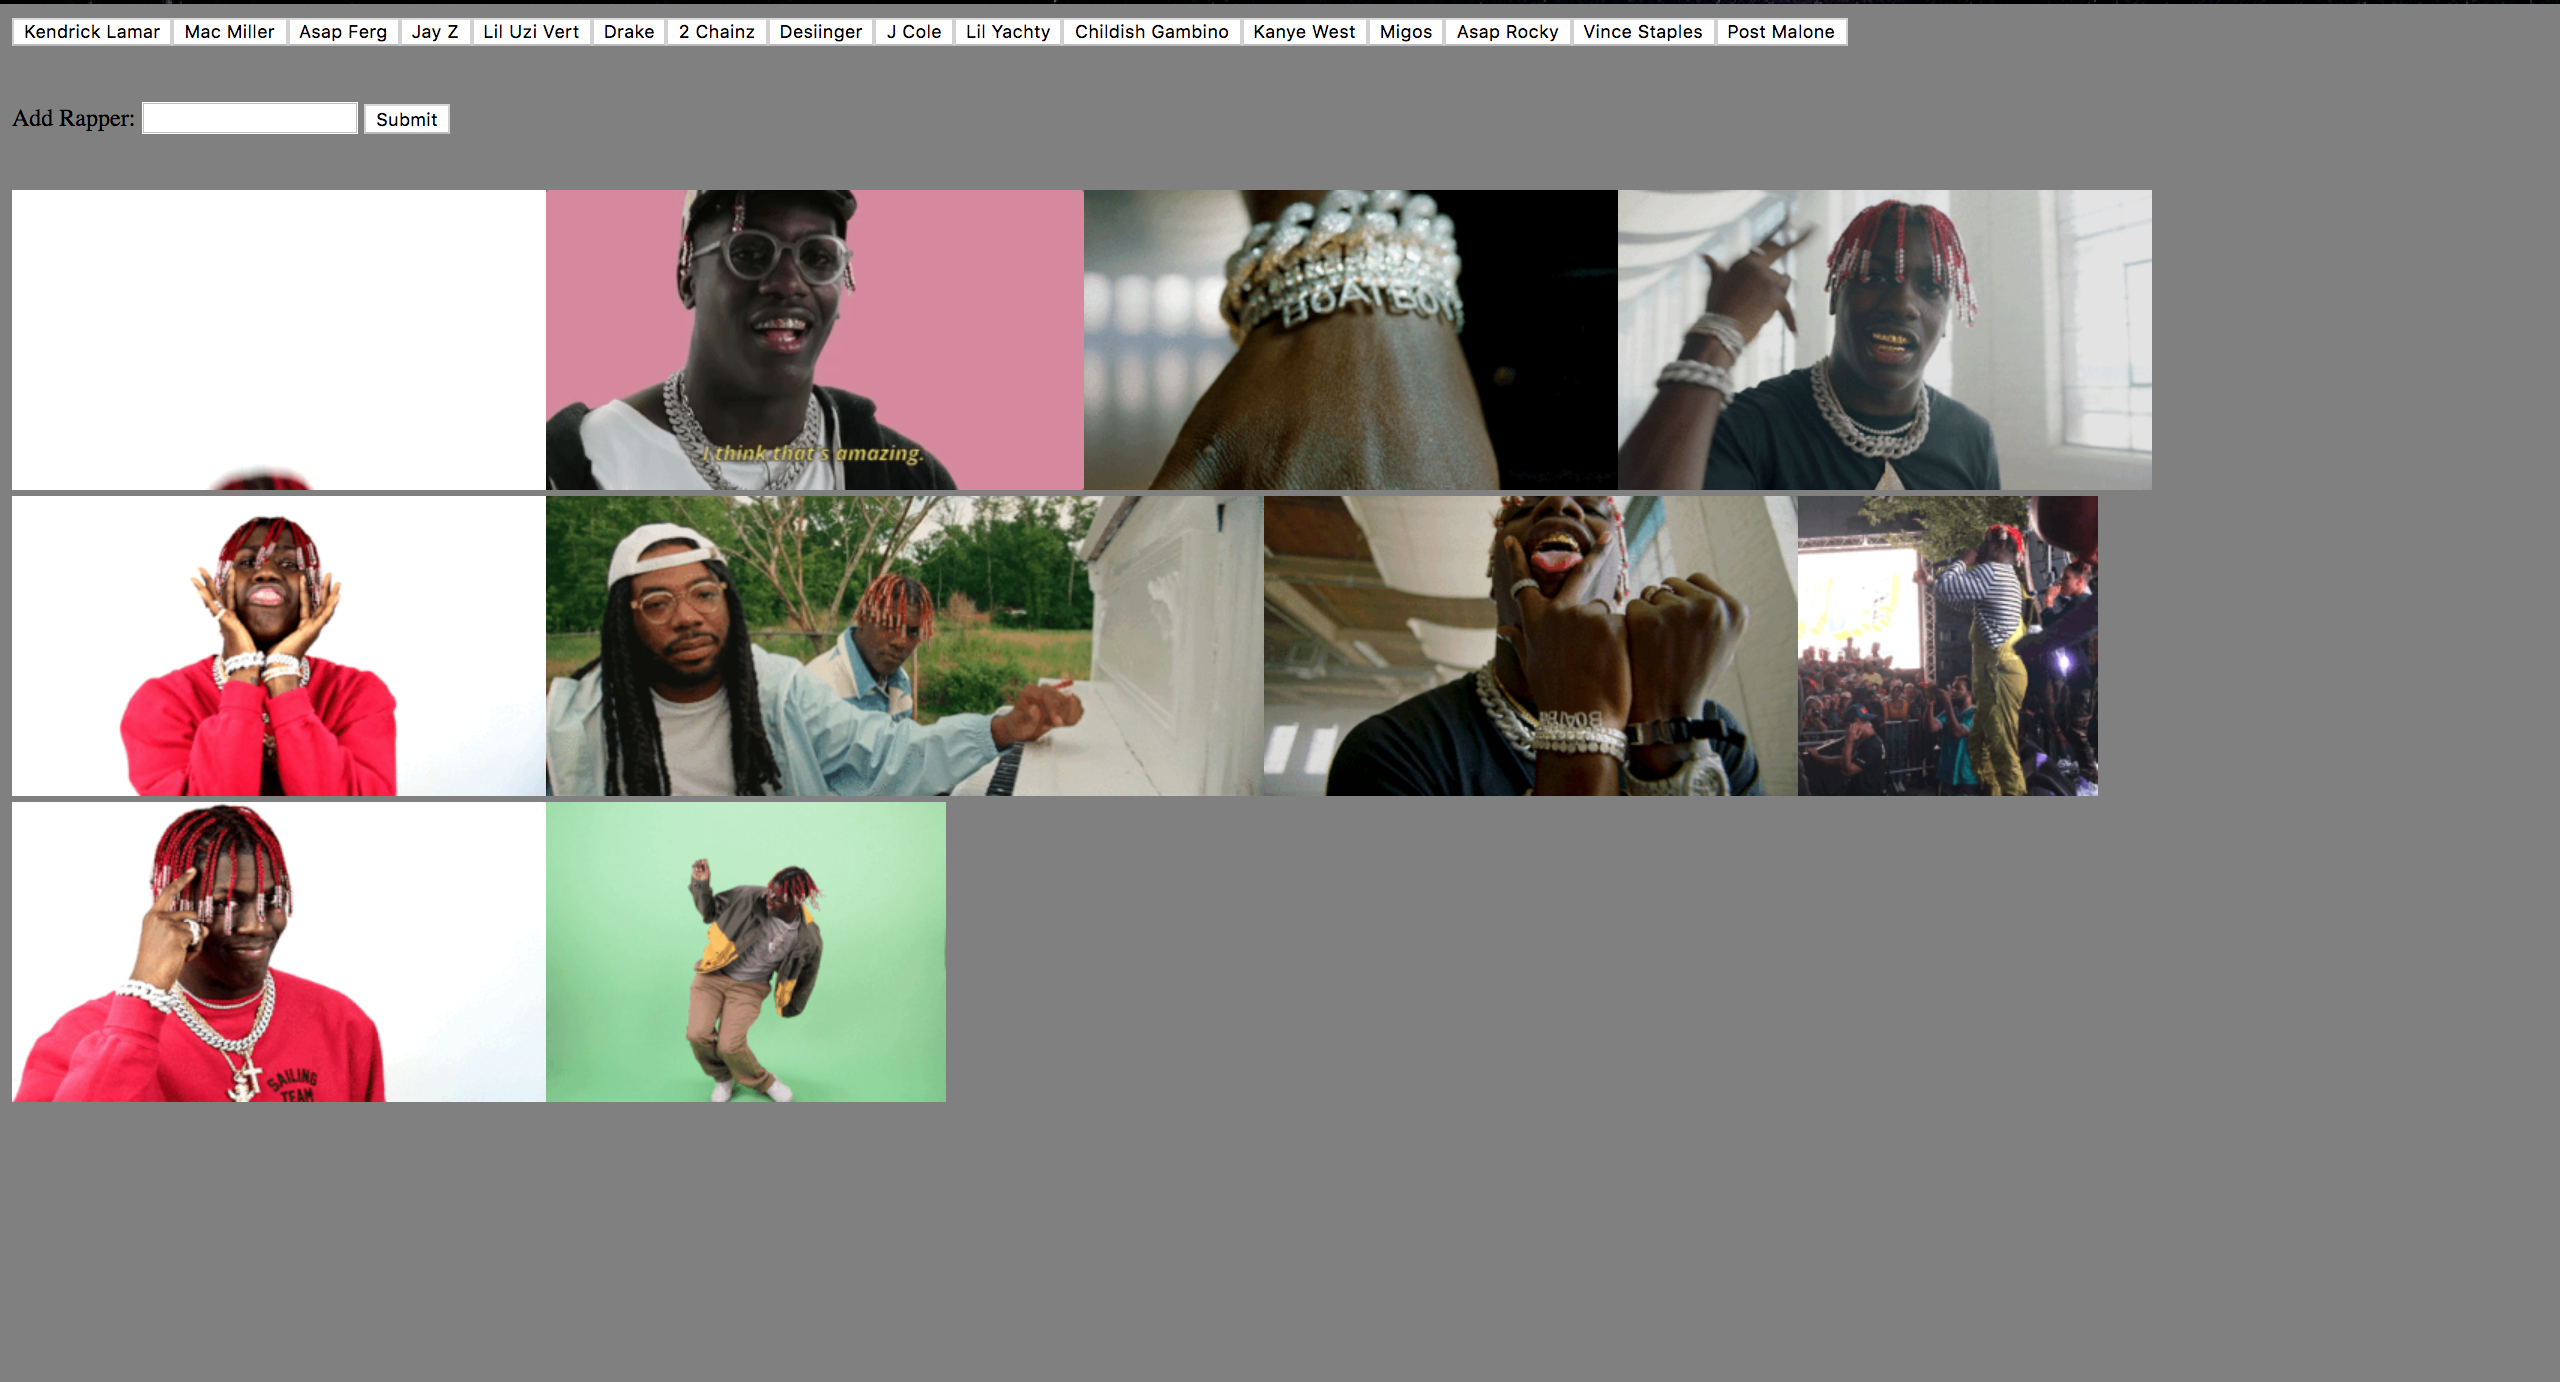 Kendrick Lamar Mac Miller Asap Ferg Jay Z Lil Uzi Vert Drake 2 Chainz Desiinger J Cole Lil Yachty Childish Gambino Kanye West Migos Asap Rocky Vince Staples Post Malone
Add Rapper: Submit
I think that's amazing.
BOATBOY
SAILING
TEAM